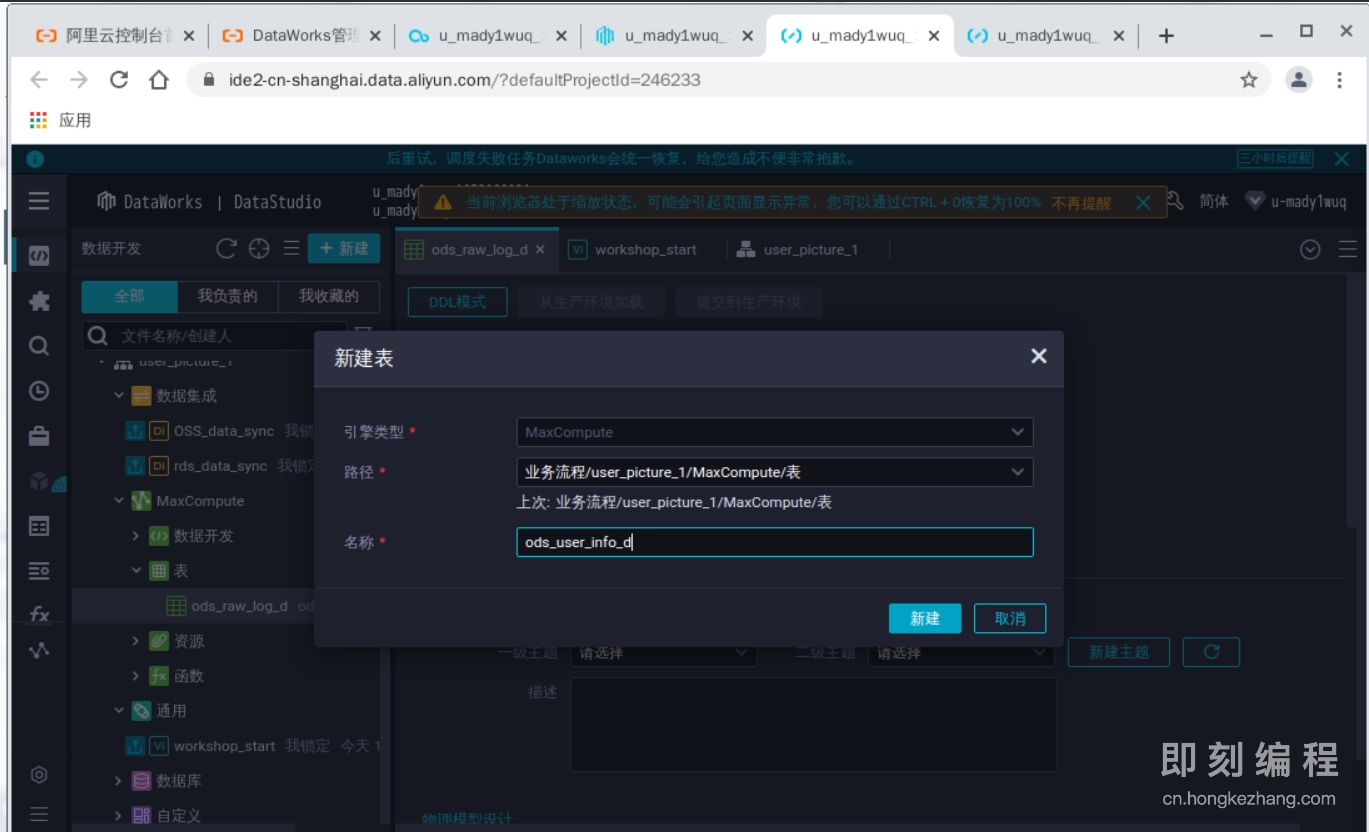 阿里云控制台
DataWorks管理
u_mady1wuq_
u_mady1wuq_
u_mady1wuq_
u_mady1wuq_
ide2-cn-shanghai.data.aliyun.com/?defaultProjectId=246233
应用
后重试，调度失败任务Dataworks会统一恢复，给您造成不便非常抱歉。
三小时后提醒
DataWorks | DataStudio
u_mady
u_mady
当前浏览器处于缩放状态，可能会引起页面显示异常，您可以通过CTRL + 0恢复为100% 不再提醒
简体
u-mady1wuq
数据开发
+ 新建
ods_raw_log_d
VI workshop_start
user_picture_1
全部
我负责的
我收藏的
DDL模式
从生产环境加载
提交到生产环境
文件名称/创建人
user_picture_1
数据集成
Di OSS_data_sync 我锁
Di rds_data_sync 我锁定
MaxCompute
数据开发
表
ods_raw_log_d od
资源
函数
通用
VI workshop_start 我锁定 今天 1
数据库
自定义
新建表
引擎类型 *
MaxCompute
路径 *
业务流程/user_picture_1/MaxCompute/表
上次: 业务流程/user_picture_1/MaxCompute/表
名称 *
ods_user_info_d
新建
取消
一级主题
请选择
二级主题
请选择
新建主题
描述
物理模型设计
即刻编程
cn.hongkezhang.com